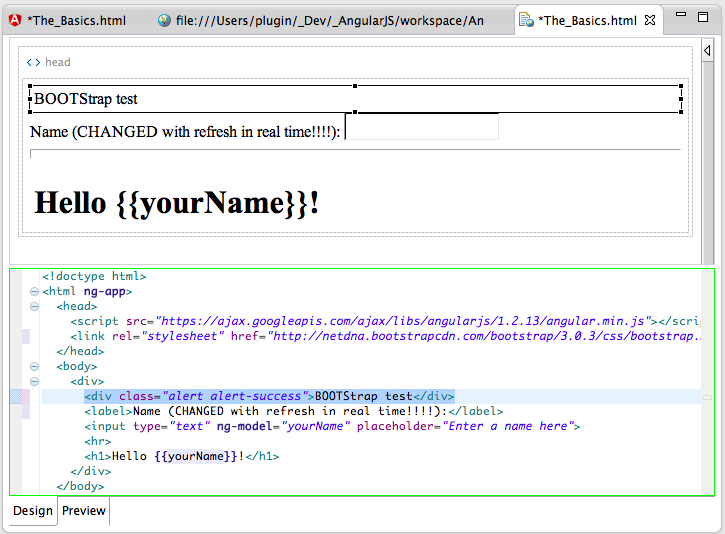 *The_Basics.html
file:///Users/plugin/_Dev/_AngularJS/workspace/An
*The_Basics.html
<> head
BOOTStrap test
Name (CHANGED with refresh in real time!!!!):
Hello {{yourName}}!
<!doctype html>
<html ng-app>
<head>
<script src="https://ajax.googleapis.com/ajax/libs/angularjs/1.2.13/angular.min.js"></scri
<link rel="stylesheet" href="http://netdna.bootstrapcdn.com/bootstrap/3.0.3/css/bootstrap.
</head>
<body>
<div>
<div class="alert alert-success">BOOTStrap test</div>
<label>Name (CHANGED with refresh in real time!!!!):</label>
<input type="text" ng-model="yourName" placeholder="Enter a name here">
<hr>
<h1>Hello {{yourName}}!</h1>
</div>
</body>
Design Preview